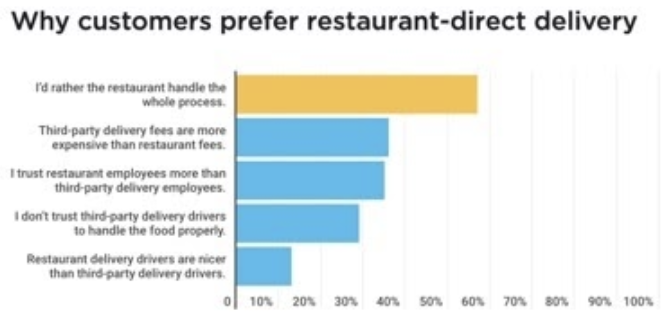 Why customers prefer restaurant-direct delivery
I'd rather the restaurant handle the
whole process.
Third-party delivery fees are more
expensive than restaurant fees.
I trust restaurant employees more than
third-party delivery employees.
I don't trust third-party delivery drivers
to handle the food properly.
Restaurant delivery drivers are nicer
than third-party delivery drivers.
0 10% 20% 30% 40% 50% 60% 70% 80% 90% 100%